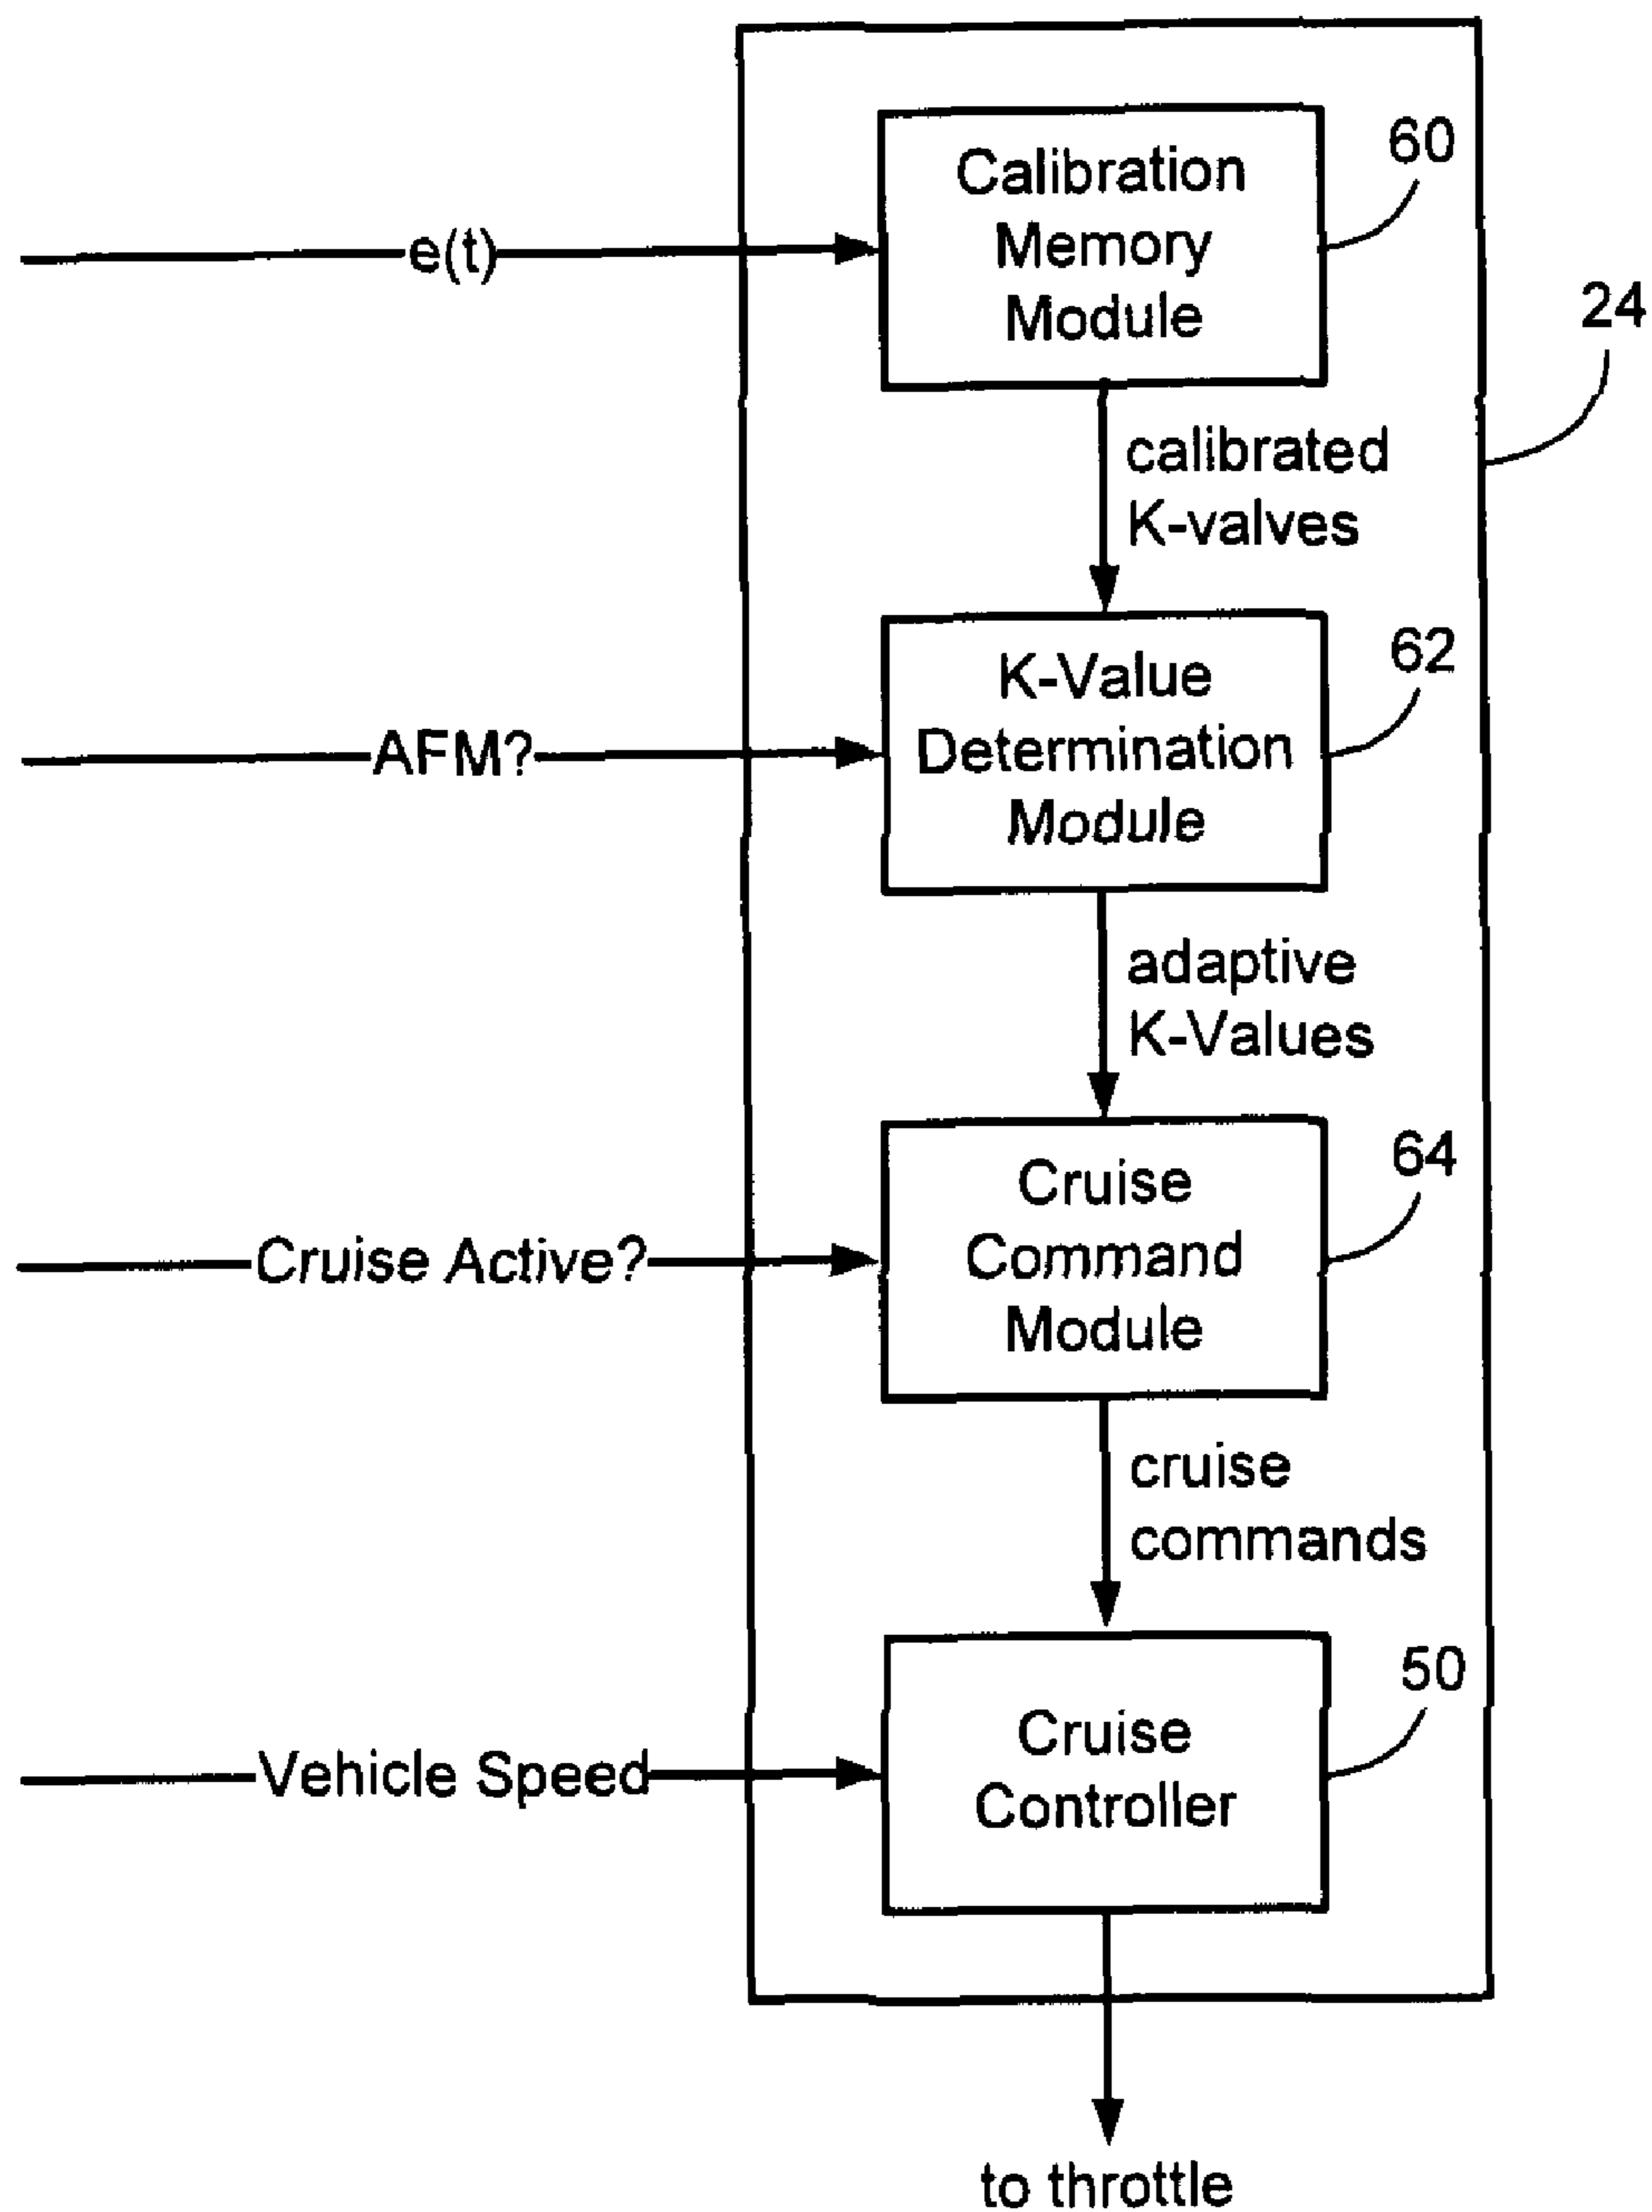 Calibration
Memory
Module
60
e(t)
24
calibrated
K-valves
K-Value
Determination
Module
62
AFM?
adaptive
K-Values
Cruise
Command
Module
64
Cruise Active?
cruise
commands
Cruise
Controller
50
Vehicle Speed
to throttle